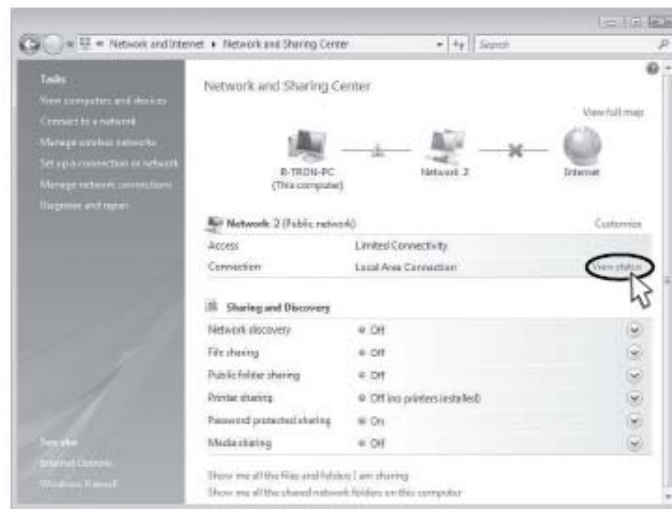 Network and Internet ▸ Network and Sharing Center
Search
Tasks
View computers and devices
Connect to a network
Manage wireless networks
Set up a connection or network
Manage network connections
Diagnose and repair
See also
Internet Options
Windows Firewall
Network and Sharing Center
View full map
R-TRON-PC
(This computer)
Network 2
Internet
Network 2 (Public network)
Customize
Access Limited Connectivity
Connection Local Area Connection View status
Sharing and Discovery
Network discovery Off
File sharing Off
Public folder sharing Off
Printer sharing Off (no printers installed)
Password protected sharing On
Media sharing Off
Show me all the files and folders I am sharing
Show me all the shared network folders on this computer